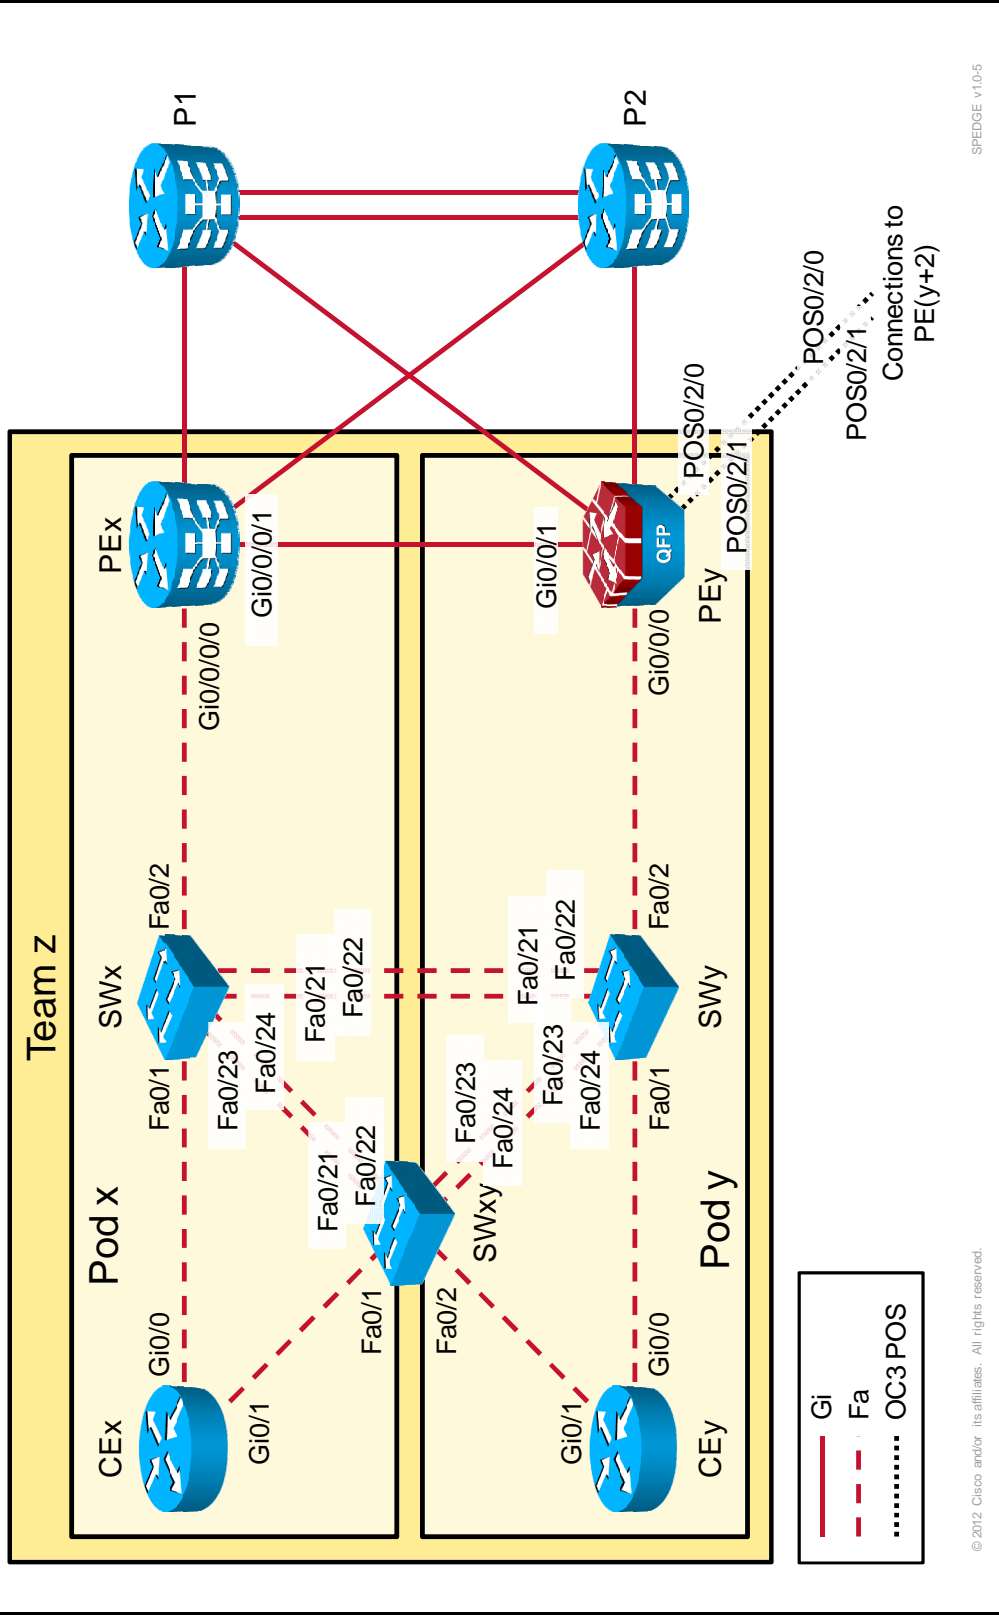 Team z
Pod x
CEx
Gi0/0
Gi0/1
Fa0/1
SWx
Fa0/2
Fa0/23
Fa0/24
Fa0/21
Fa0/22
Fa0/21
Fa0/22
Gi0/0/0/0
PEx
Gi0/0/0/1
P1
Fa0/1
Fa0/2
SWxy
Fa0/23
Fa0/24
Pod y
Gi0/1
Gi0/0
CEy
Fa0/21
Fa0/22
Fa0/23
Fa0/24
Fa0/1
SWy
Fa0/2
Gi0/0/1
Gi0/0/0
QFP
PEy
POS0/2/0
POS0/2/1
P2
POS0/2/0
POS0/2/1
Connections to
PE(y+2)
Gi
Fa
OC3 POS
© 2012 Cisco and/or its affiliates. All rights reserved.
SPEDGE v1.0-5